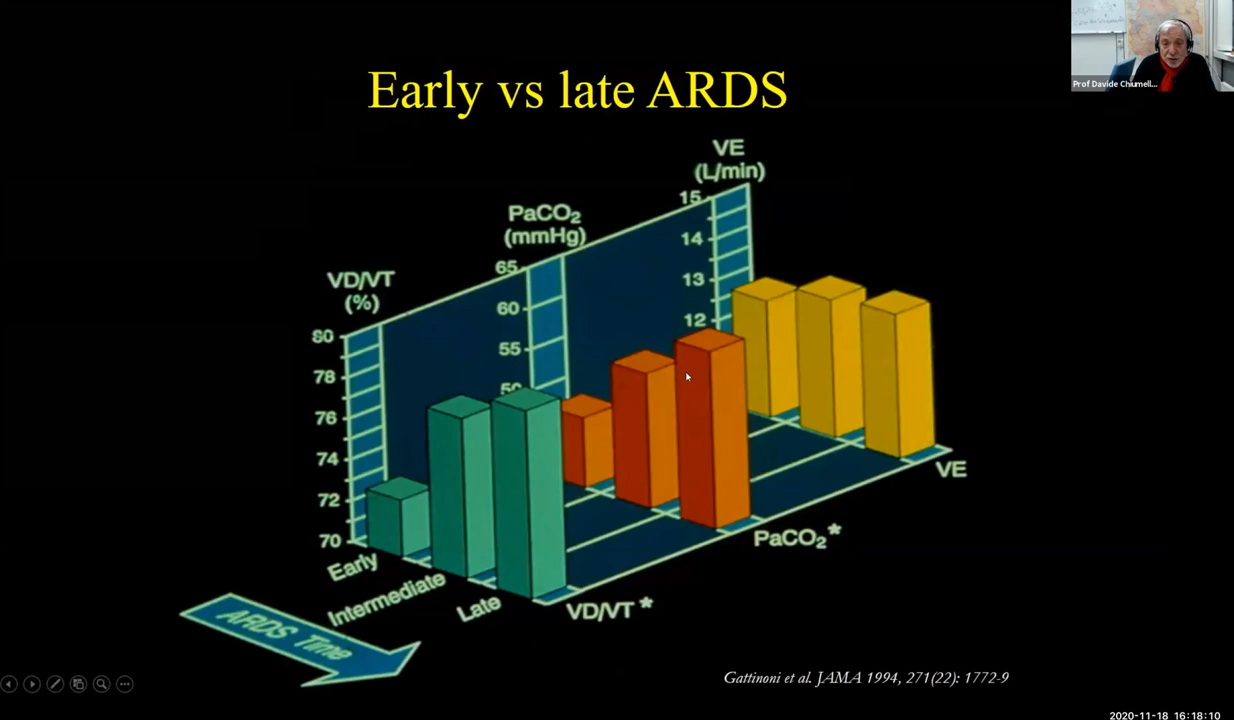 Early vs late ARDS
Prof Davide Chiumell...
VE
(L/min)
15
14
13
12
PaCO₂
(mmHg)
65
60
55
50
VD/VT
(%)
80
78
76
74
72
70
Early
Intermediate
Late
VD/VT *
PaCO₂*
VE
ARDS Time
Gattinoni et al. JAMA 1994, 271(22): 1772-9
2020-11-18 16:18:10